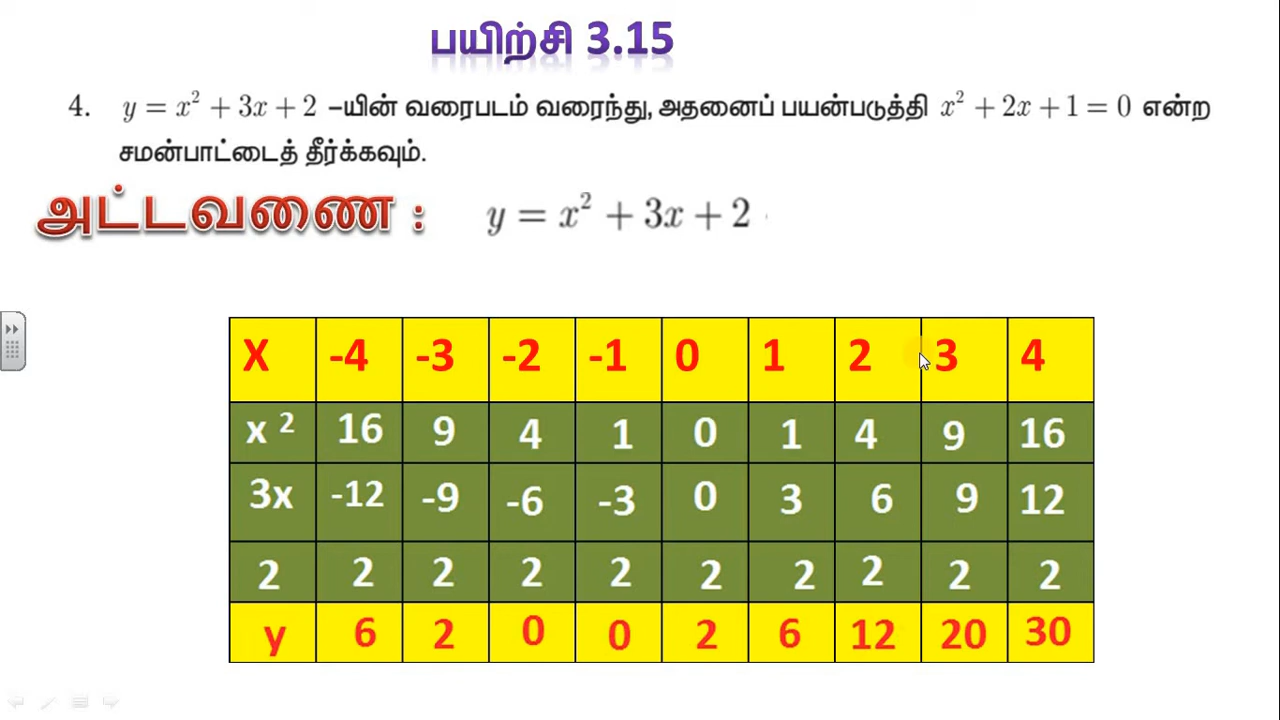 பயிற்சி 3.15
4. y = x² + 3x + 2 –யின் வரைபடம் வரைந்து, அதனைப் பயன்படுத்தி x² + 2x + 1 = 0 என்ற
சமன்பாட்டைத் தீர்க்கவும்.
அட்டவணை : y = x² + 3x + 2
X -4 -3 -2 -1 0 1 2 3 4
x ² 16 9 4 1 0 1 4 9 16
3x -12 -9 -6 -3 0 3 6 9 12
2 2 2 2 2 2 2 2 2 2
y 6 2 0 0 2 6 12 20 30